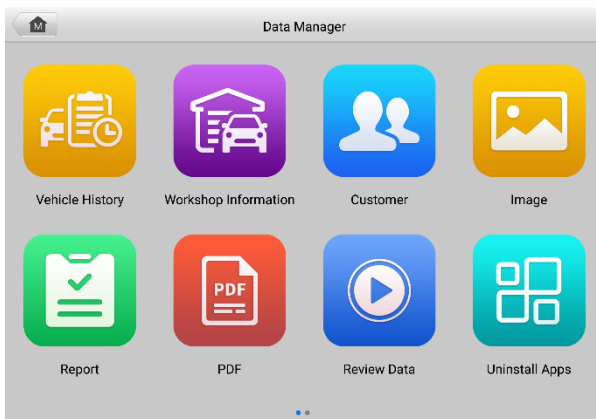 M
Data Manager
Vehicle History
Workshop Information
Customer
Image
PDF
Report
PDF
Review Data
Uninstall Apps